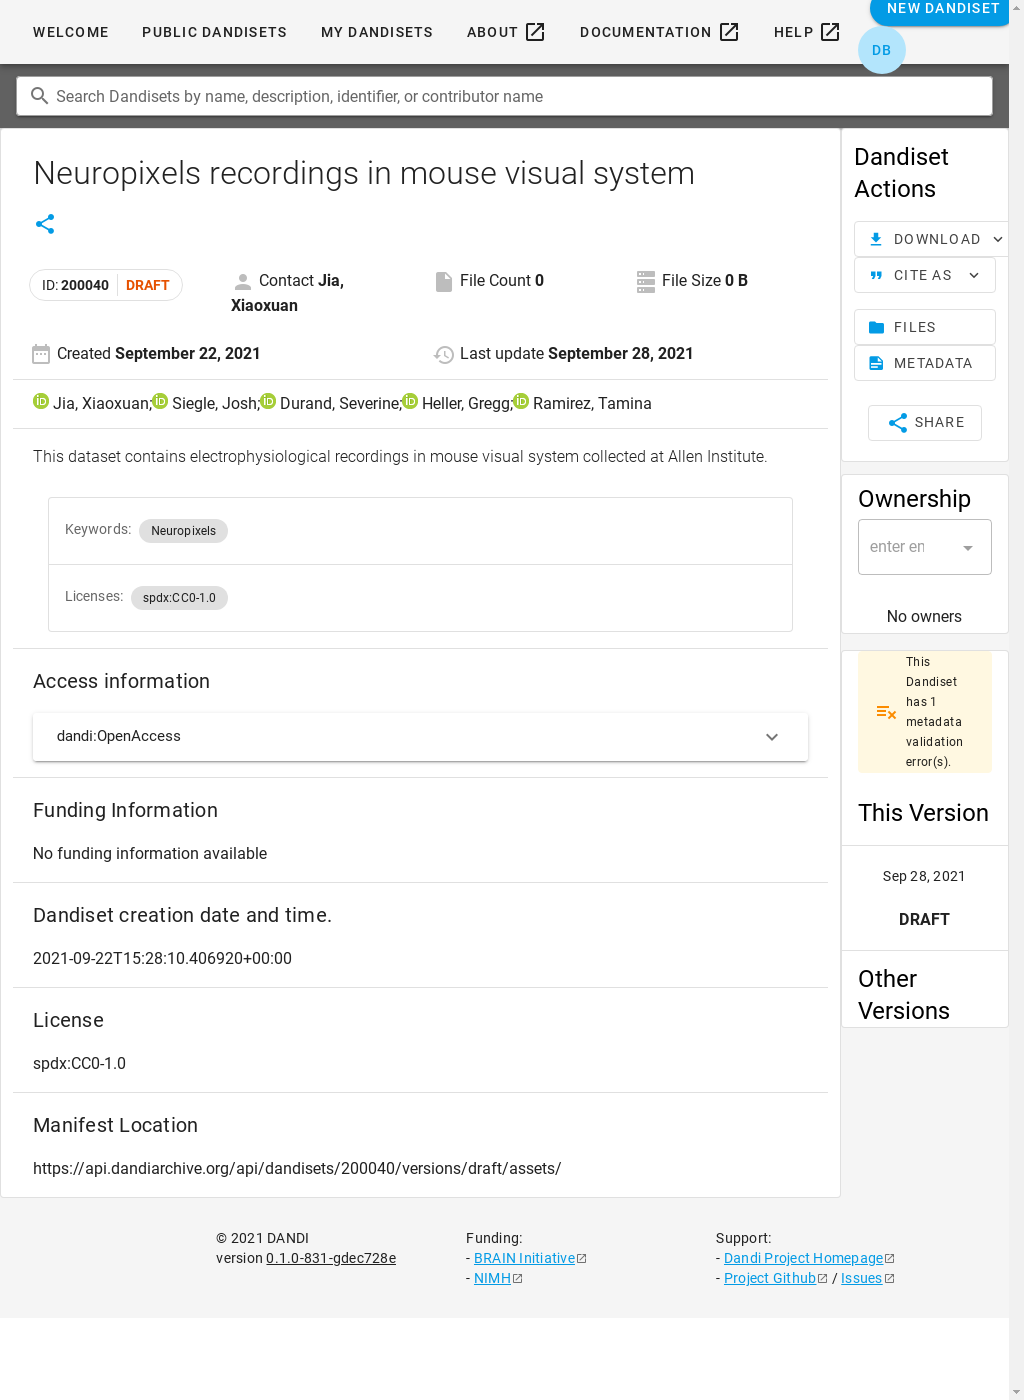 WELCOME PUBLIC DANDISETS MY DANDISETS ABOUT DOCUMENTATION HELP NEW DANDISET
DB
Search Dandisets by name, description, identifier, or contributor name
Neuropixels recordings in mouse visual system
ID: 200040 DRAFT
Contact Jia, Xiaoxuan
File Count 0
File Size 0 B
Created September 22, 2021
Last update September 28, 2021
iD Jia, Xiaoxuan; iD Siegle, Josh; iD Durand, Severine; iD Heller, Gregg; iD Ramirez, Tamina
This dataset contains electrophysiological recordings in mouse visual system collected at Allen Institute.
Keywords: Neuropixels
Licenses: spdx:CC0-1.0
Access information
dandi:OpenAccess
Funding Information
No funding information available
Dandiset creation date and time.
2021-09-22T15:28:10.406920+00:00
License
spdx:CC0-1.0
Manifest Location
https://api.dandiarchive.org/api/dandisets/200040/versions/draft/assets/
Dandiset
Actions
DOWNLOAD
CITE AS
FILES
METADATA
SHARE
Ownership
enter en
No owners
This
Dandiset
has 1
metadata
validation
error(s).
This Version
Sep 28, 2021
DRAFT
Other
Versions
© 2021 DANDI
version 0.1.0-831-gdec728e
Funding:
- BRAIN Initiative
- NIMH
Support:
- Dandi Project Homepage
- Project Github / Issues